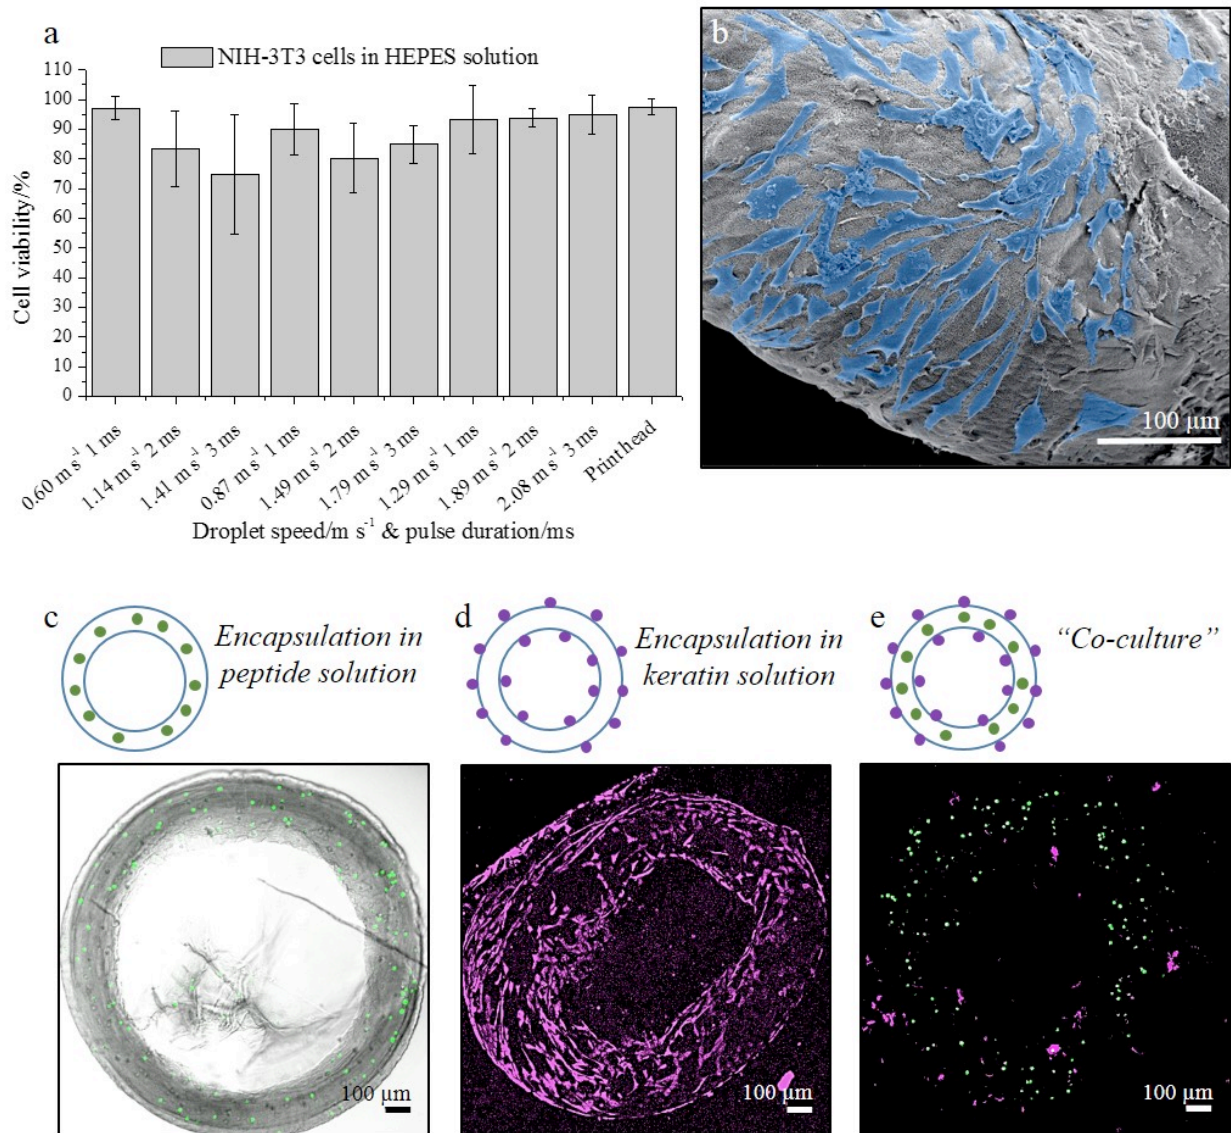 a
NIH-3T3 cells in HEPES solution
110
100
90
80
70
60
50
40
30
20
10
0
Cell viability/%
0.60 m s-1 1 ms
1.14 m s-1 2 ms
1.41 m s-1 3 ms
0.87 m s-1 1 ms
1.49 m s-1 2 ms
1.79 m s-1 3 ms
1.29 m s-1 1 ms
1.89 m s-1 2 ms
2.08 m s-1 3 ms
Printhead
Droplet speed/m s-1 & pulse duration/ms
b
100 μm
c
Encapsulation in
peptide solution
100 μm
d
Encapsulation in
keratin solution
100 μm
e
“Co-culture”
100 μm